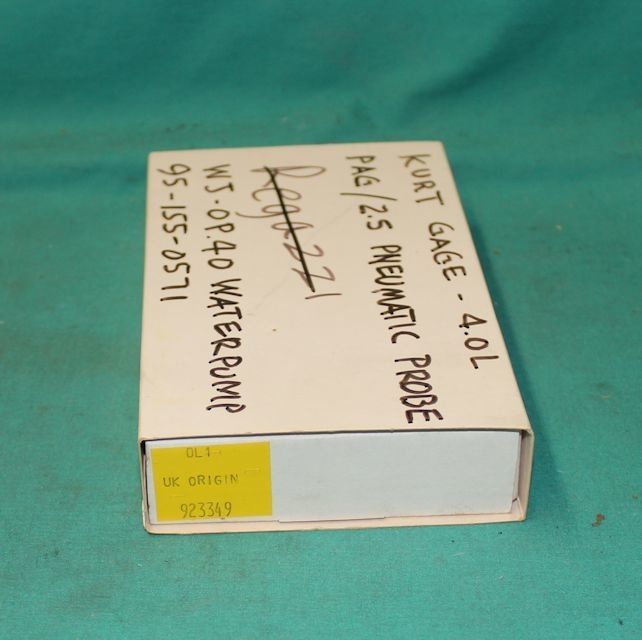 KURT GAGE - 4.0L
PAG/2.5 PNEUMATIC PROBE
WJ-OP.40 WATERPUMP
95-155-0571
OL1
UK ORIGIN
923349